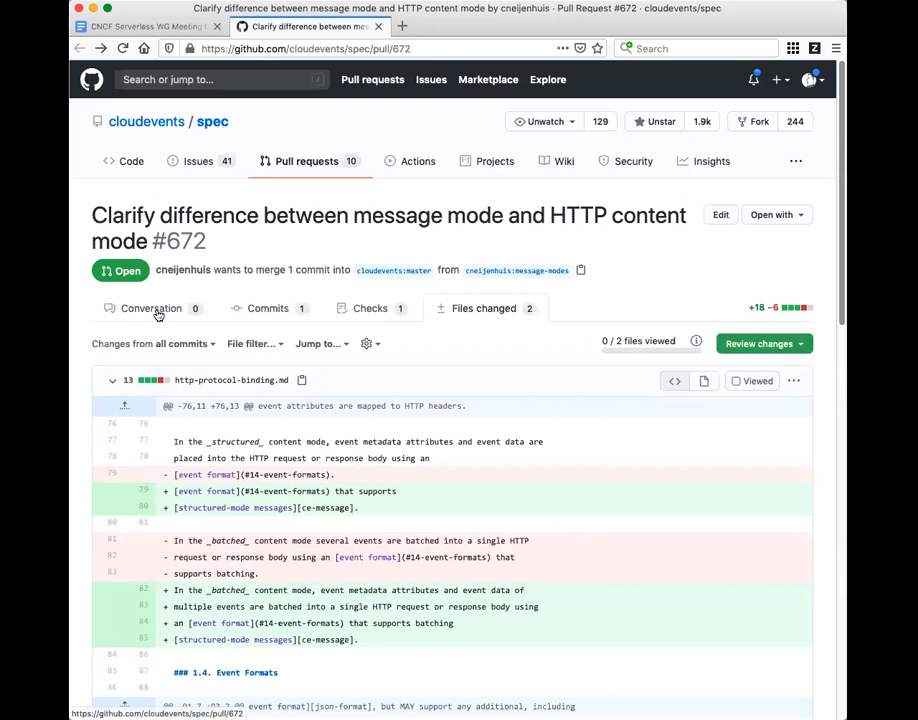 Clarify difference between message mode and HTTP content mode by cneijenhuis · Pull Request #672 · cloudevents/spec
CNCF Serverless WG Meeting
Clarify difference between mes
https://github.com/cloudevents/spec/pull/672
Search
Search or jump to...
/
Pull requests
Issues
Marketplace
Explore
cloudevents / spec
Unwatch
129
Unstar
1.9k
Fork
244
Code
Issues 41
Pull requests 10
Actions
Projects
Wiki
Security
Insights
Clarify difference between message mode and HTTP content
mode #672
Edit
Open with
Open
cneijenhuis wants to merge 1 commit into cloudevents:master from cneijenhuis:message-modes
Conversation 0
Commits 1
Checks 1
Files changed 2
+18 −6
Changes from all commits
File filter...
Jump to...
0 / 2 files viewed
Review changes
13 http-protocol-binding.md
Viewed
@@ -76,11 +76,13 @@ event attributes are mapped to HTTP headers.
76 76
77 77 In the _structured_ content mode, event metadata attributes and event data are
78 78 placed into the HTTP request or response body using an
79 - [event format](#14-event-formats).
79 + [event format](#14-event-formats) that supports
80 + [structured-mode messages][ce-message].
80 81
81 - In the _batched_ content mode several events are batched into a single HTTP
82 - request or response body using an [event format](#14-event-formats) that
83 - supports batching.
82 + In the _batched_ content mode, event metadata attributes and event data of
83 + multiple events are batched into a single HTTP request or response body using
84 + an [event format](#14-event-formats) that supports batching
85 + [structured-mode messages][ce-message].
84 86
85 87 ### 1.4. Event Formats
86 88
event format][json-format], but MAY support any additional, including
https://github.com/cloudevents/spec/pull/672